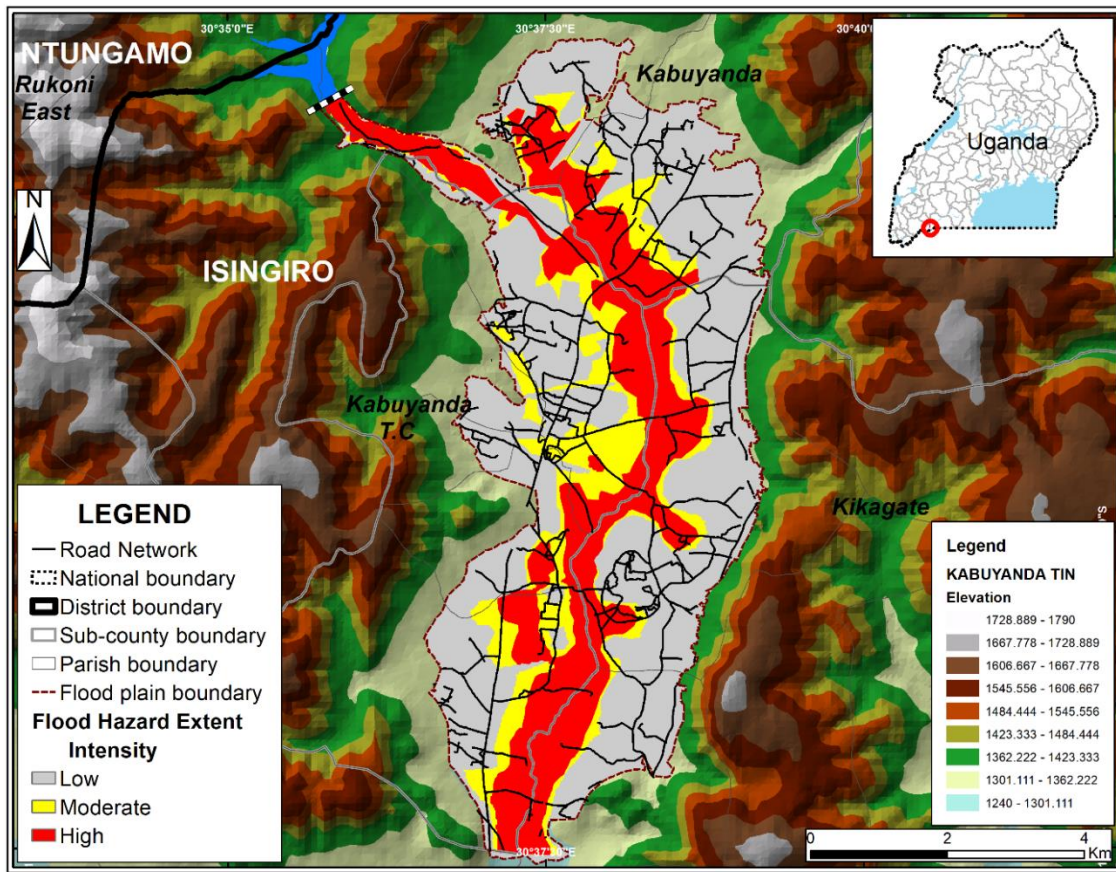 30°35'0"E
30°37'30"E
30°40'
NTUNGAMO
Rukoni
East
Kabuyanda
Uganda
N
ISINGIRO
Kabuyanda
T.C
Kikagate
LEGEND
Road Network
National boundary
District boundary
Sub-county boundary
Parish boundary
Flood plain boundary
Flood Hazard Extent
Intensity
Low
Moderate
High
Legend
KABUYANDA TIN
Elevation
1728.889 - 1790
1667.778 - 1728.889
1606.667 - 1667.778
1545.556 - 1606.667
1484.444 - 1545.556
1423.333 - 1484.444
1362.222 - 1423.333
1301.111 - 1362.222
1240 - 1301.111
0 2 4
Km
30°37'30"E